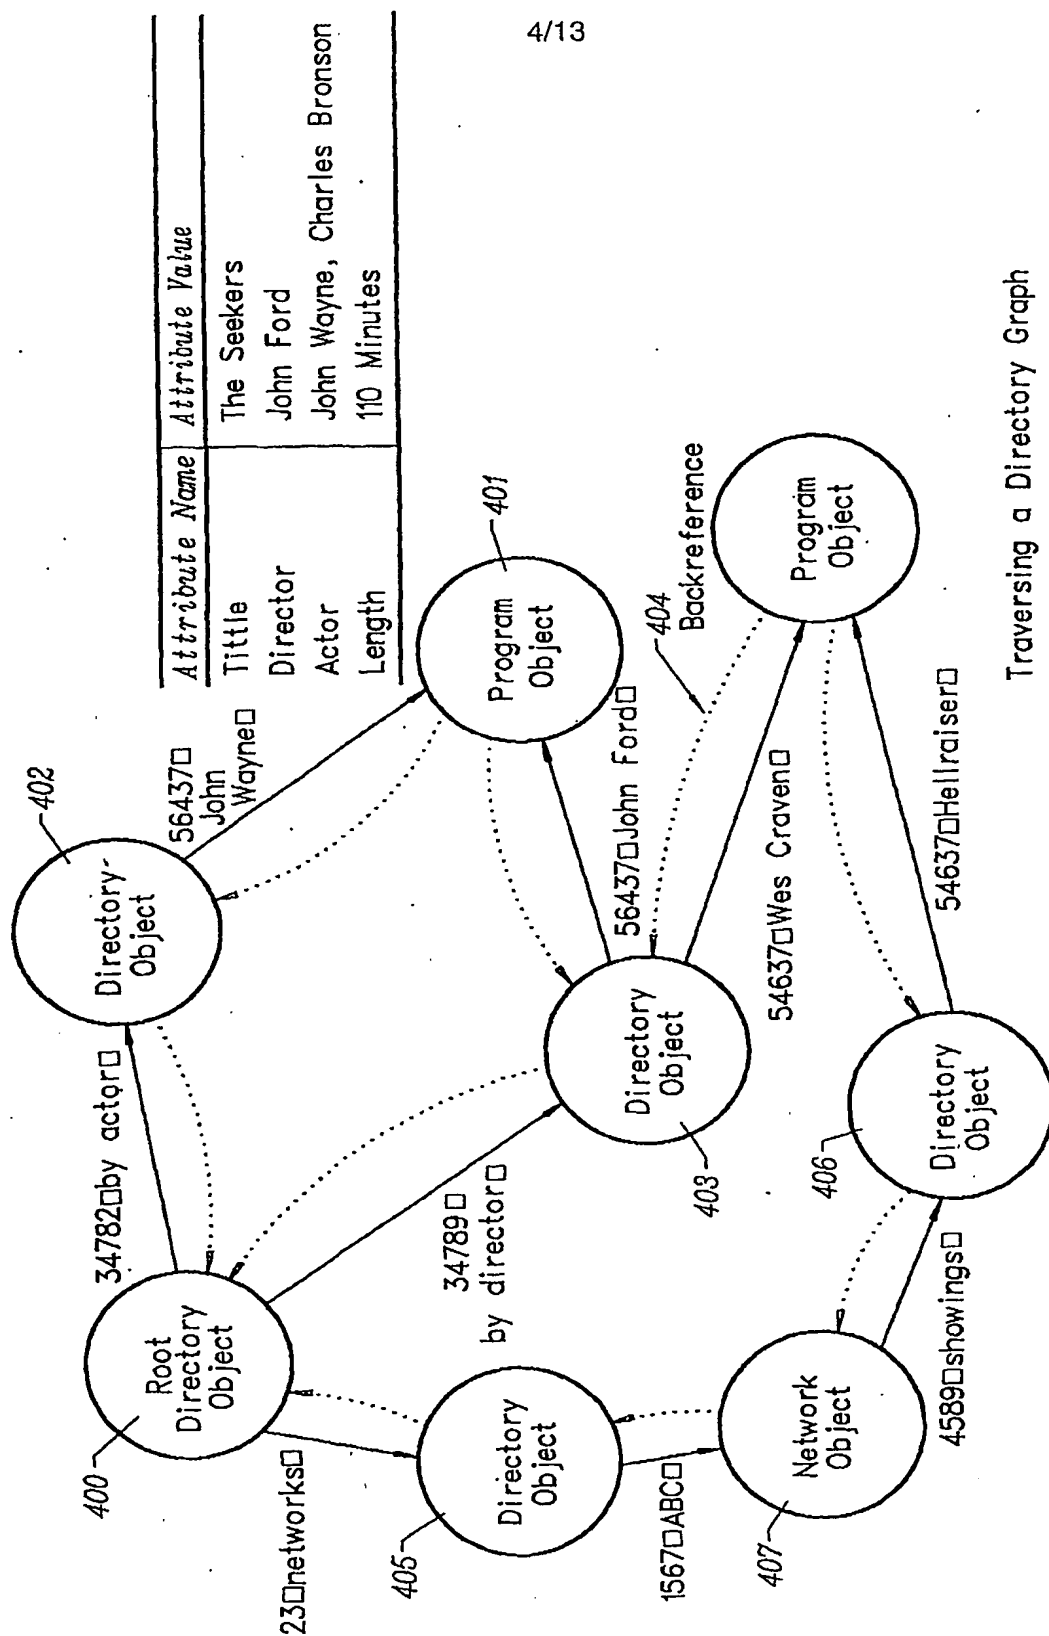 4/13
Attribute Name Attribute Value
Tittle The Seekers
Director John Ford
Actor John Wayne, Charles Bronson
Length 110 Minutes
402
Directory-
Object
56437□
John
Wayne□
401
Program
Object
34782□by actor□
400
Root
Directory
Object
34789□
by director□
Directory
Object
403
56437□John Ford□
404
Backreference
Program
Object
54637□Wes Craven□
54637□Hellraiser□
23□networks□
405
Directory
Object
1567□ABC□
407
Network
Object
4589□showings□
406
Directory
Object
Traversing a Directory Graph